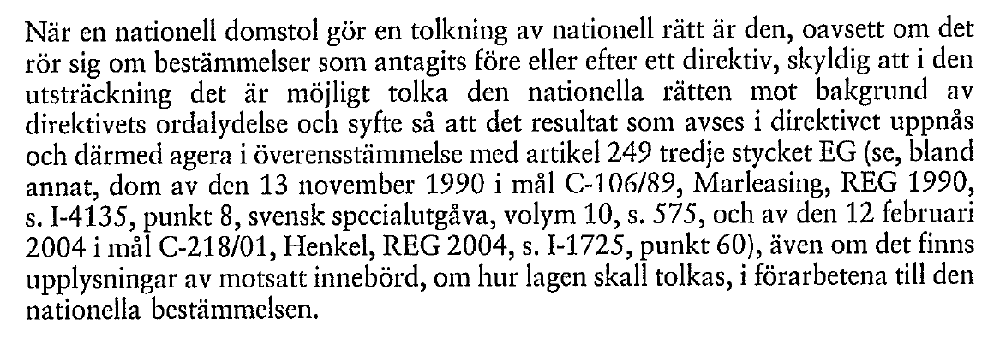 När en nationell domstol gör en tolkning av nationell rätt är den, oavsett om det
rör sig om bestämmelser som antagits före eller efter ett direktiv, skyldig att i den
utsträckning det är möjligt tolka den nationella rätten mot bakgrund av
direktivets ordalydelse och syfte så att det resultat som avses i direktivet uppnås
och därmed agera i överensstämmelse med artikel 249 tredje stycket EG (se, bland
annat, dom av den 13 november 1990 i mål C-106/89, Marleasing, REG 1990,
s. I-4135, punkt 8, svensk specialutgåva, volym 10, s. 575, och av den 12 februari
2004 i mål C-218/01, Henkel, REG 2004, s. I-1725, punkt 60), även om det finns
upplysningar av motsatt innebörd, om hur lagen skall tolkas, i förarbetena till den
nationella bestämmelsen.